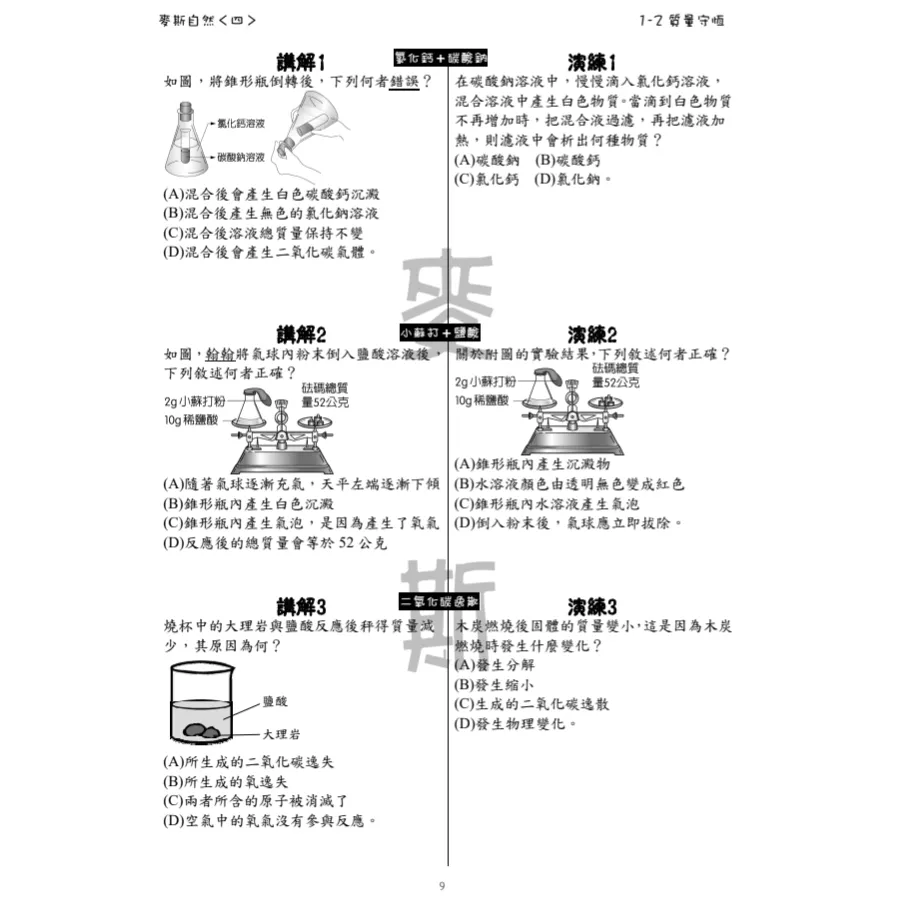 麥斯自然＜四＞
1-2 質量守恆
氯化鈣＋碳酸鈉
講解1
如圖，將錐形瓶倒轉後，下列何者錯誤？
氯化鈣溶液
碳酸鈉溶液
(A)混合後會產生白色碳酸鈣沉澱
(B)混合後產生無色的氯化鈉溶液
(C)混合後溶液總質量保持不變
(D)混合後會產生二氧化碳氣體。
演練1
在碳酸鈉溶液中，慢慢滴入氯化鈣溶液，
混合溶液中產生白色物質。當滴到白色物質
不再增加時，把混合液過濾，再把濾液加
熱，則濾液中會析出何種物質？
(A)碳酸鈉 (B)碳酸鈣
(C)氯化鈣 (D)氯化鈉。
小蘇打＋鹽酸
講解2
如圖，翰翰將氣球內粉末倒入鹽酸溶液後，
下列敘述何者正確？
砝碼總質
量52公克
2g小蘇打粉
10g稀鹽酸
(A)隨著氣球逐漸充氣，天平左端逐漸下傾
(B)錐形瓶內產生白色沉澱
(C)錐形瓶內產生氣泡，是因為產生了氧氣
(D)反應後的總質量會等於 52 公克
演練2
關於附圖的實驗結果，下列敘述何者正確？
砝碼總質
量52公克
2g小蘇打粉
10g稀鹽酸
(A)錐形瓶內產生沉澱物
(B)水溶液顏色由透明無色變成紅色
(C)錐形瓶內水溶液產生氣泡
(D)倒入粉末後，氣球應立即拔除。
二氧化碳逸散
講解3
燒杯中的大理岩與鹽酸反應後秤得質量減
少，其原因為何？
鹽酸
大理岩
(A)所生成的二氧化碳逸失
(B)所生成的氧逸失
(C)兩者所含的原子被消滅了
(D)空氣中的氧氣沒有參與反應。
演練3
木炭燃燒後固體的質量變小，這是因為木炭
燃燒時發生什麼變化？
(A)發生分解
(B)發生縮小
(C)生成的二氧化碳逸散
(D)發生物理變化。
麥
斯
9